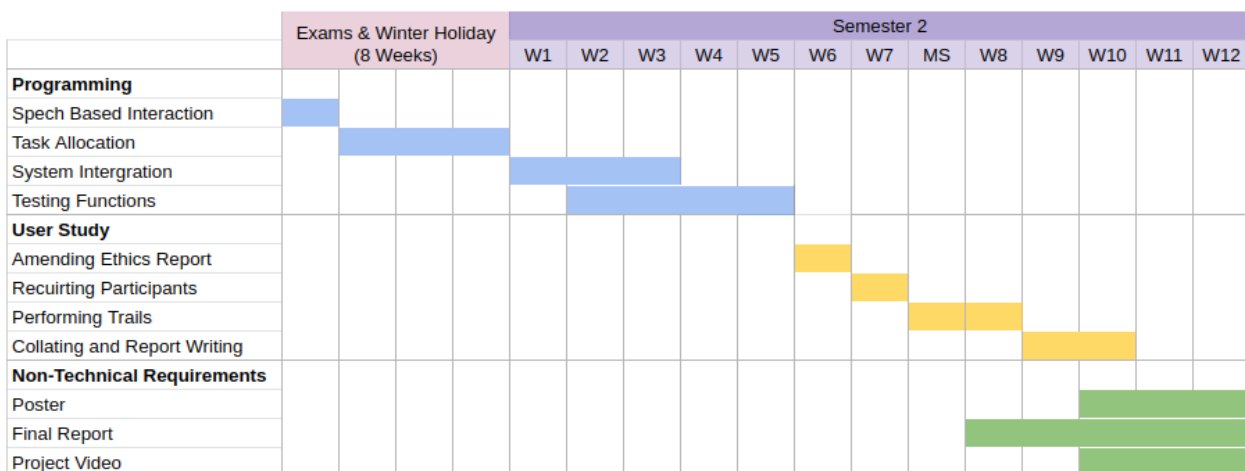 Exams & Winter Holiday
(8 Weeks)
Semester 2
W1 W2 W3 W4 W5 W6 W7 MS W8 W9 W10 W11 W12
Programming
Spech Based Interaction
Task Allocation
System Intergration
Testing Functions
User Study
Amending Ethics Report
Recuirting Participants
Performing Trails
Collating and Report Writing
Non-Technical Requirements
Poster
Final Report
Project Video